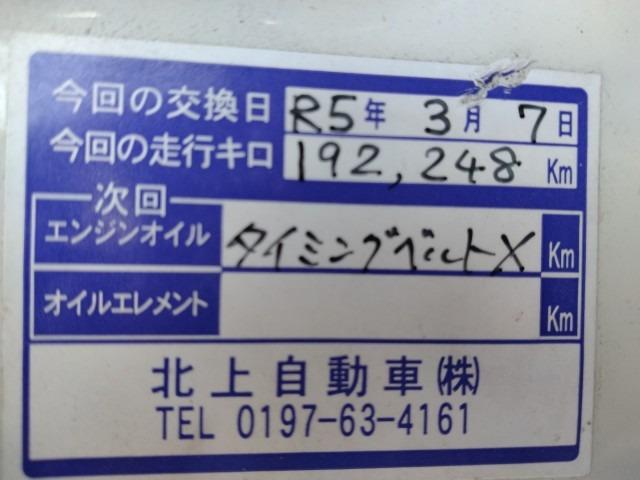 今回の交換日 R5年 3月 7日
今回の走行キロ 192,248 Km
次回
エンジンオイル タイミングベルトX Km
オイルエレメント Km
北上自動車(株)
TEL 0197-63-4161